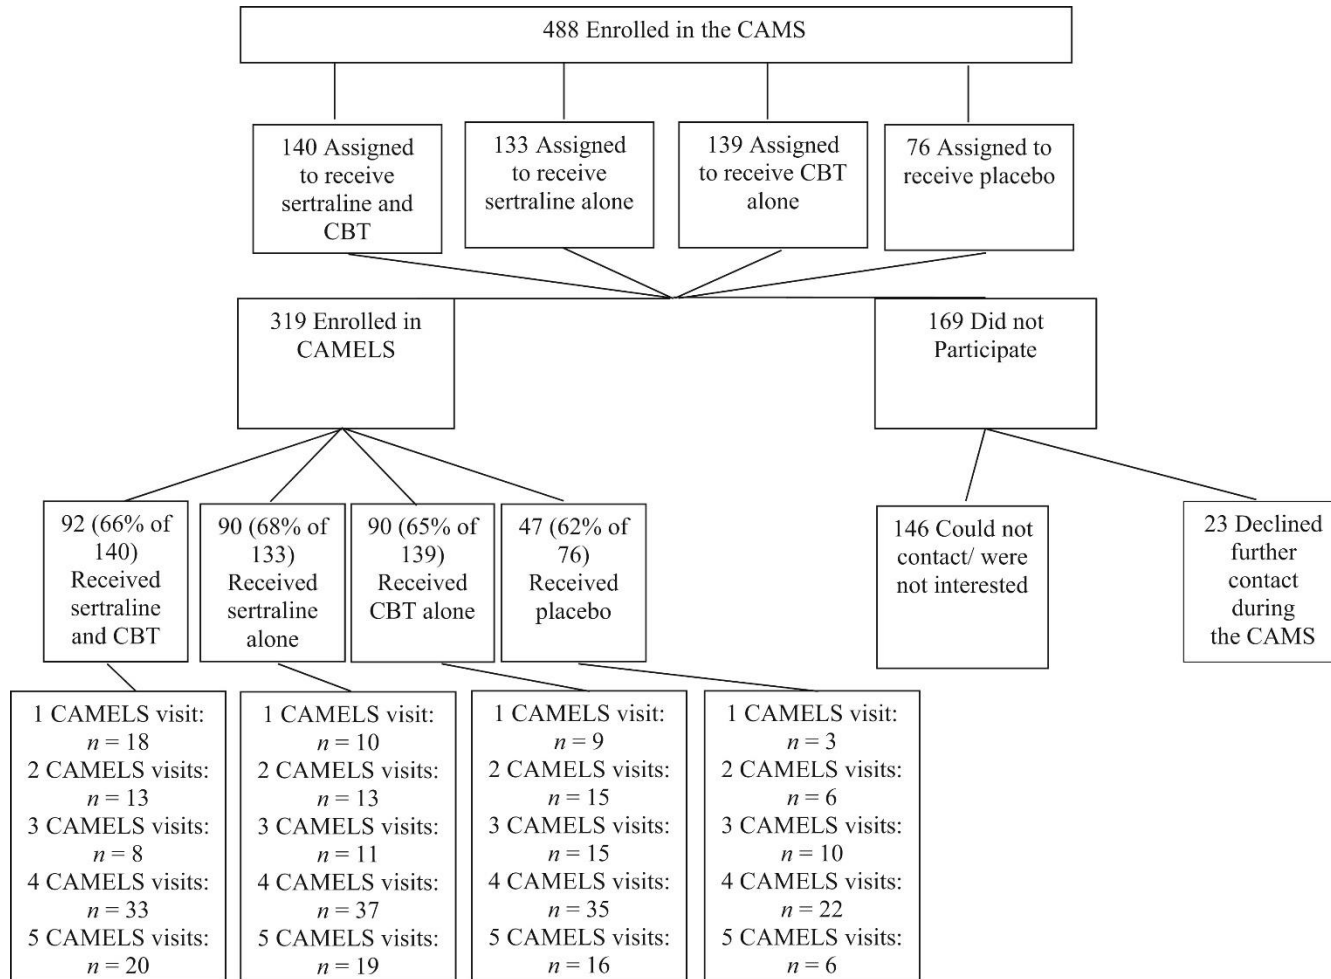 488 Enrolled in the CAMS
140 Assigned
to receive
sertraline and
CBT
133 Assigned
to receive
sertraline alone
139 Assigned
to receive CBT
alone
76 Assigned to
receive placebo
319 Enrolled in
CAMELS
169 Did not
Participate
92 (66% of
140)
Received
sertraline
and CBT
90 (68% of
133)
Received
sertraline
alone
90 (65% of
139)
Received
CBT alone
47 (62% of
76)
Received
placebo
146 Could not
contact/ were
not interested
23 Declined
further
contact
during
the CAMS
1 CAMELS visit:
n = 18
2 CAMELS visits:
n = 13
3 CAMELS visits:
n = 8
4 CAMELS visits:
n = 33
5 CAMELS visits:
n = 20
1 CAMELS visit:
n = 10
2 CAMELS visits:
n = 13
3 CAMELS visits:
n = 11
4 CAMELS visits:
n = 37
5 CAMELS visits:
n = 19
1 CAMELS visit:
n = 9
2 CAMELS visits:
n = 15
3 CAMELS visits:
n = 15
4 CAMELS visits:
n = 35
5 CAMELS visits:
n = 16
1 CAMELS visit:
n = 3
2 CAMELS visits:
n = 6
3 CAMELS visits:
n = 10
4 CAMELS visits:
n = 22
5 CAMELS visits:
n = 6